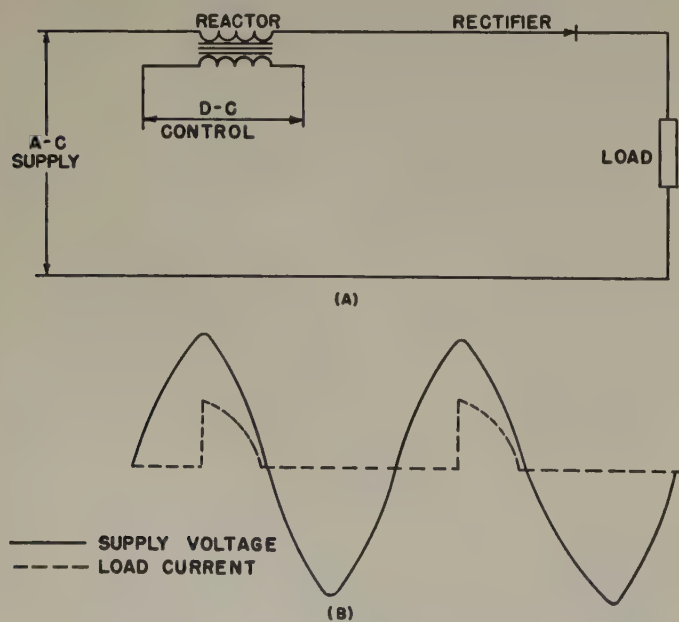 REACTOR
RECTIFIER
D-C
CONTROL
A-C
SUPPLY
LOAD
(A)
SUPPLY VOLTAGE
LOAD CURRENT
(B)